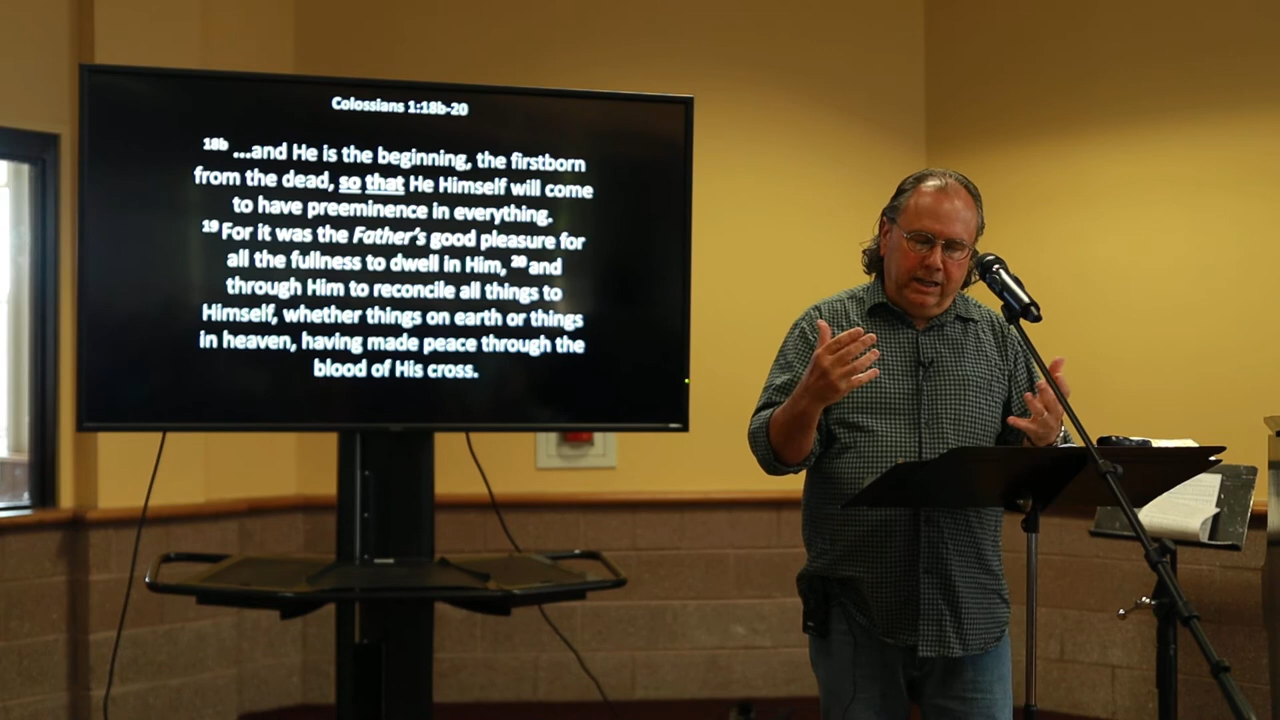 Colossians 1:18b-20
18b ...and He is the beginning, the firstborn
from the dead, so that He Himself will come
to have preeminence in everything.
19 For it was the Father's good pleasure for
all the fullness to dwell in Him, 20 and
through Him to reconcile all things to
Himself, whether things on earth or things
in heaven, having made peace through the
blood of His cross.